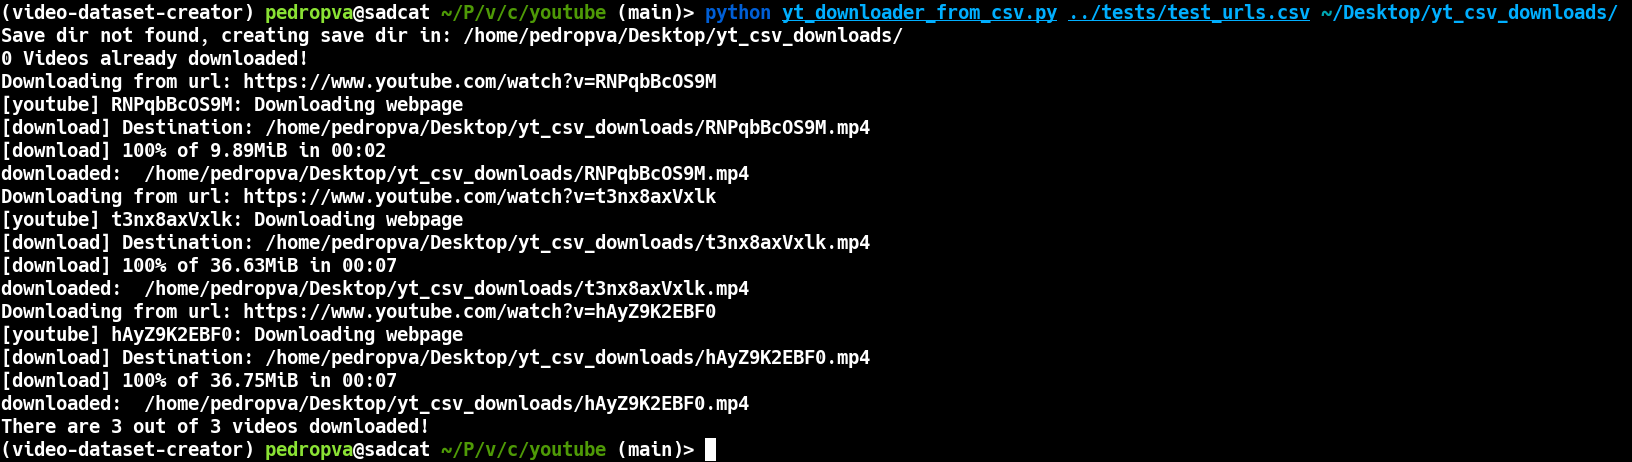 (video-dataset-creator) pedropva@sadcat ~/P/v/c/youtube (main)> python yt_downloader_from_csv.py ../tests/test_urls.csv ~/Desktop/yt_csv_downloads/
Save dir not found, creating save dir in: /home/pedropva/Desktop/yt_csv_downloads/
0 Videos already downloaded!
Downloading from url: https://www.youtube.com/watch?v=RNPqbBcOS9M
[youtube] RNPqbBcOS9M: Downloading webpage
[download] Destination: /home/pedropva/Desktop/yt_csv_downloads/RNPqbBcOS9M.mp4
[download] 100% of 9.89MiB in 00:02
downloaded:  /home/pedropva/Desktop/yt_csv_downloads/RNPqbBcOS9M.mp4
Downloading from url: https://www.youtube.com/watch?v=t3nx8axVxlk
[youtube] t3nx8axVxlk: Downloading webpage
[download] Destination: /home/pedropva/Desktop/yt_csv_downloads/t3nx8axVxlk.mp4
[download] 100% of 36.63MiB in 00:07
downloaded:  /home/pedropva/Desktop/yt_csv_downloads/t3nx8axVxlk.mp4
Downloading from url: https://www.youtube.com/watch?v=hAyZ9K2EBF0
[youtube] hAyZ9K2EBF0: Downloading webpage
[download] Destination: /home/pedropva/Desktop/yt_csv_downloads/hAyZ9K2EBF0.mp4
[download] 100% of 36.75MiB in 00:07
downloaded:  /home/pedropva/Desktop/yt_csv_downloads/hAyZ9K2EBF0.mp4
There are 3 out of 3 videos downloaded!
(video-dataset-creator) pedropva@sadcat ~/P/v/c/youtube (main)>